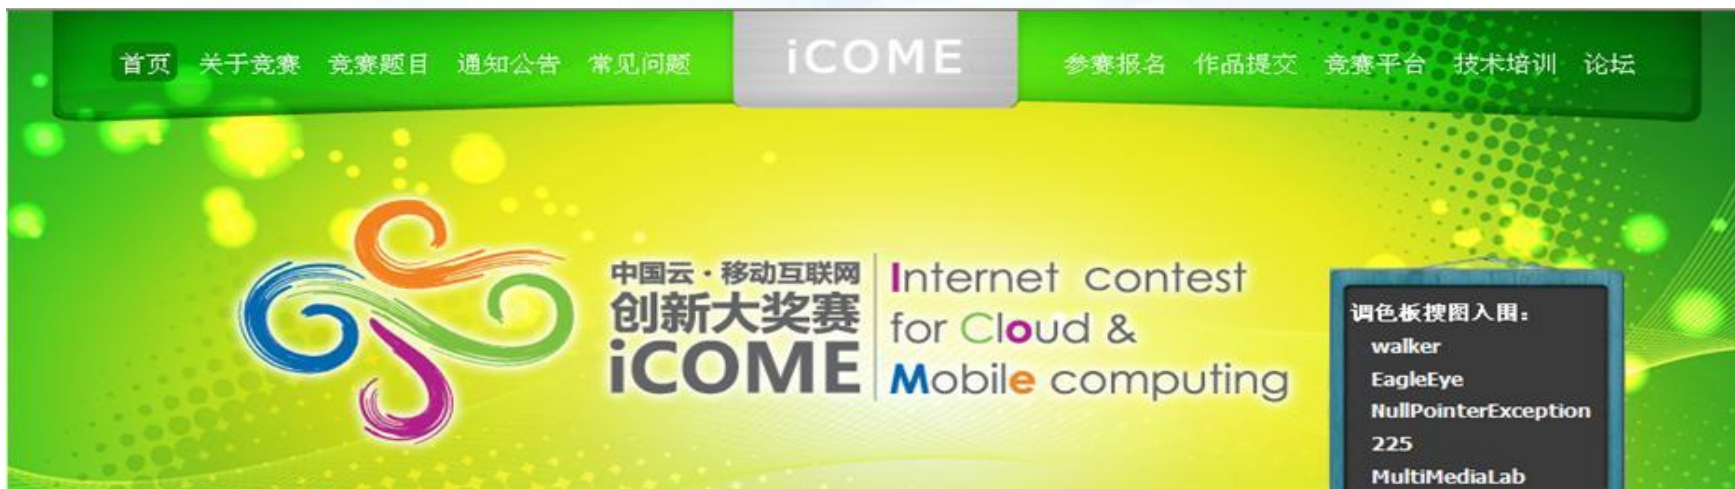 首页 关于竞赛 竞赛题目 通知公告 常见问题 iCOME 参赛报名 作品提交 竞赛平台 技术培训 论坛
中国云·移动互联网
创新大奖赛
iCOME
Internet contest
for Cloud &
Mobile computing
调色板搜图入围：
walker
EagleEye
NullPointerException
225
MultiMediaLab